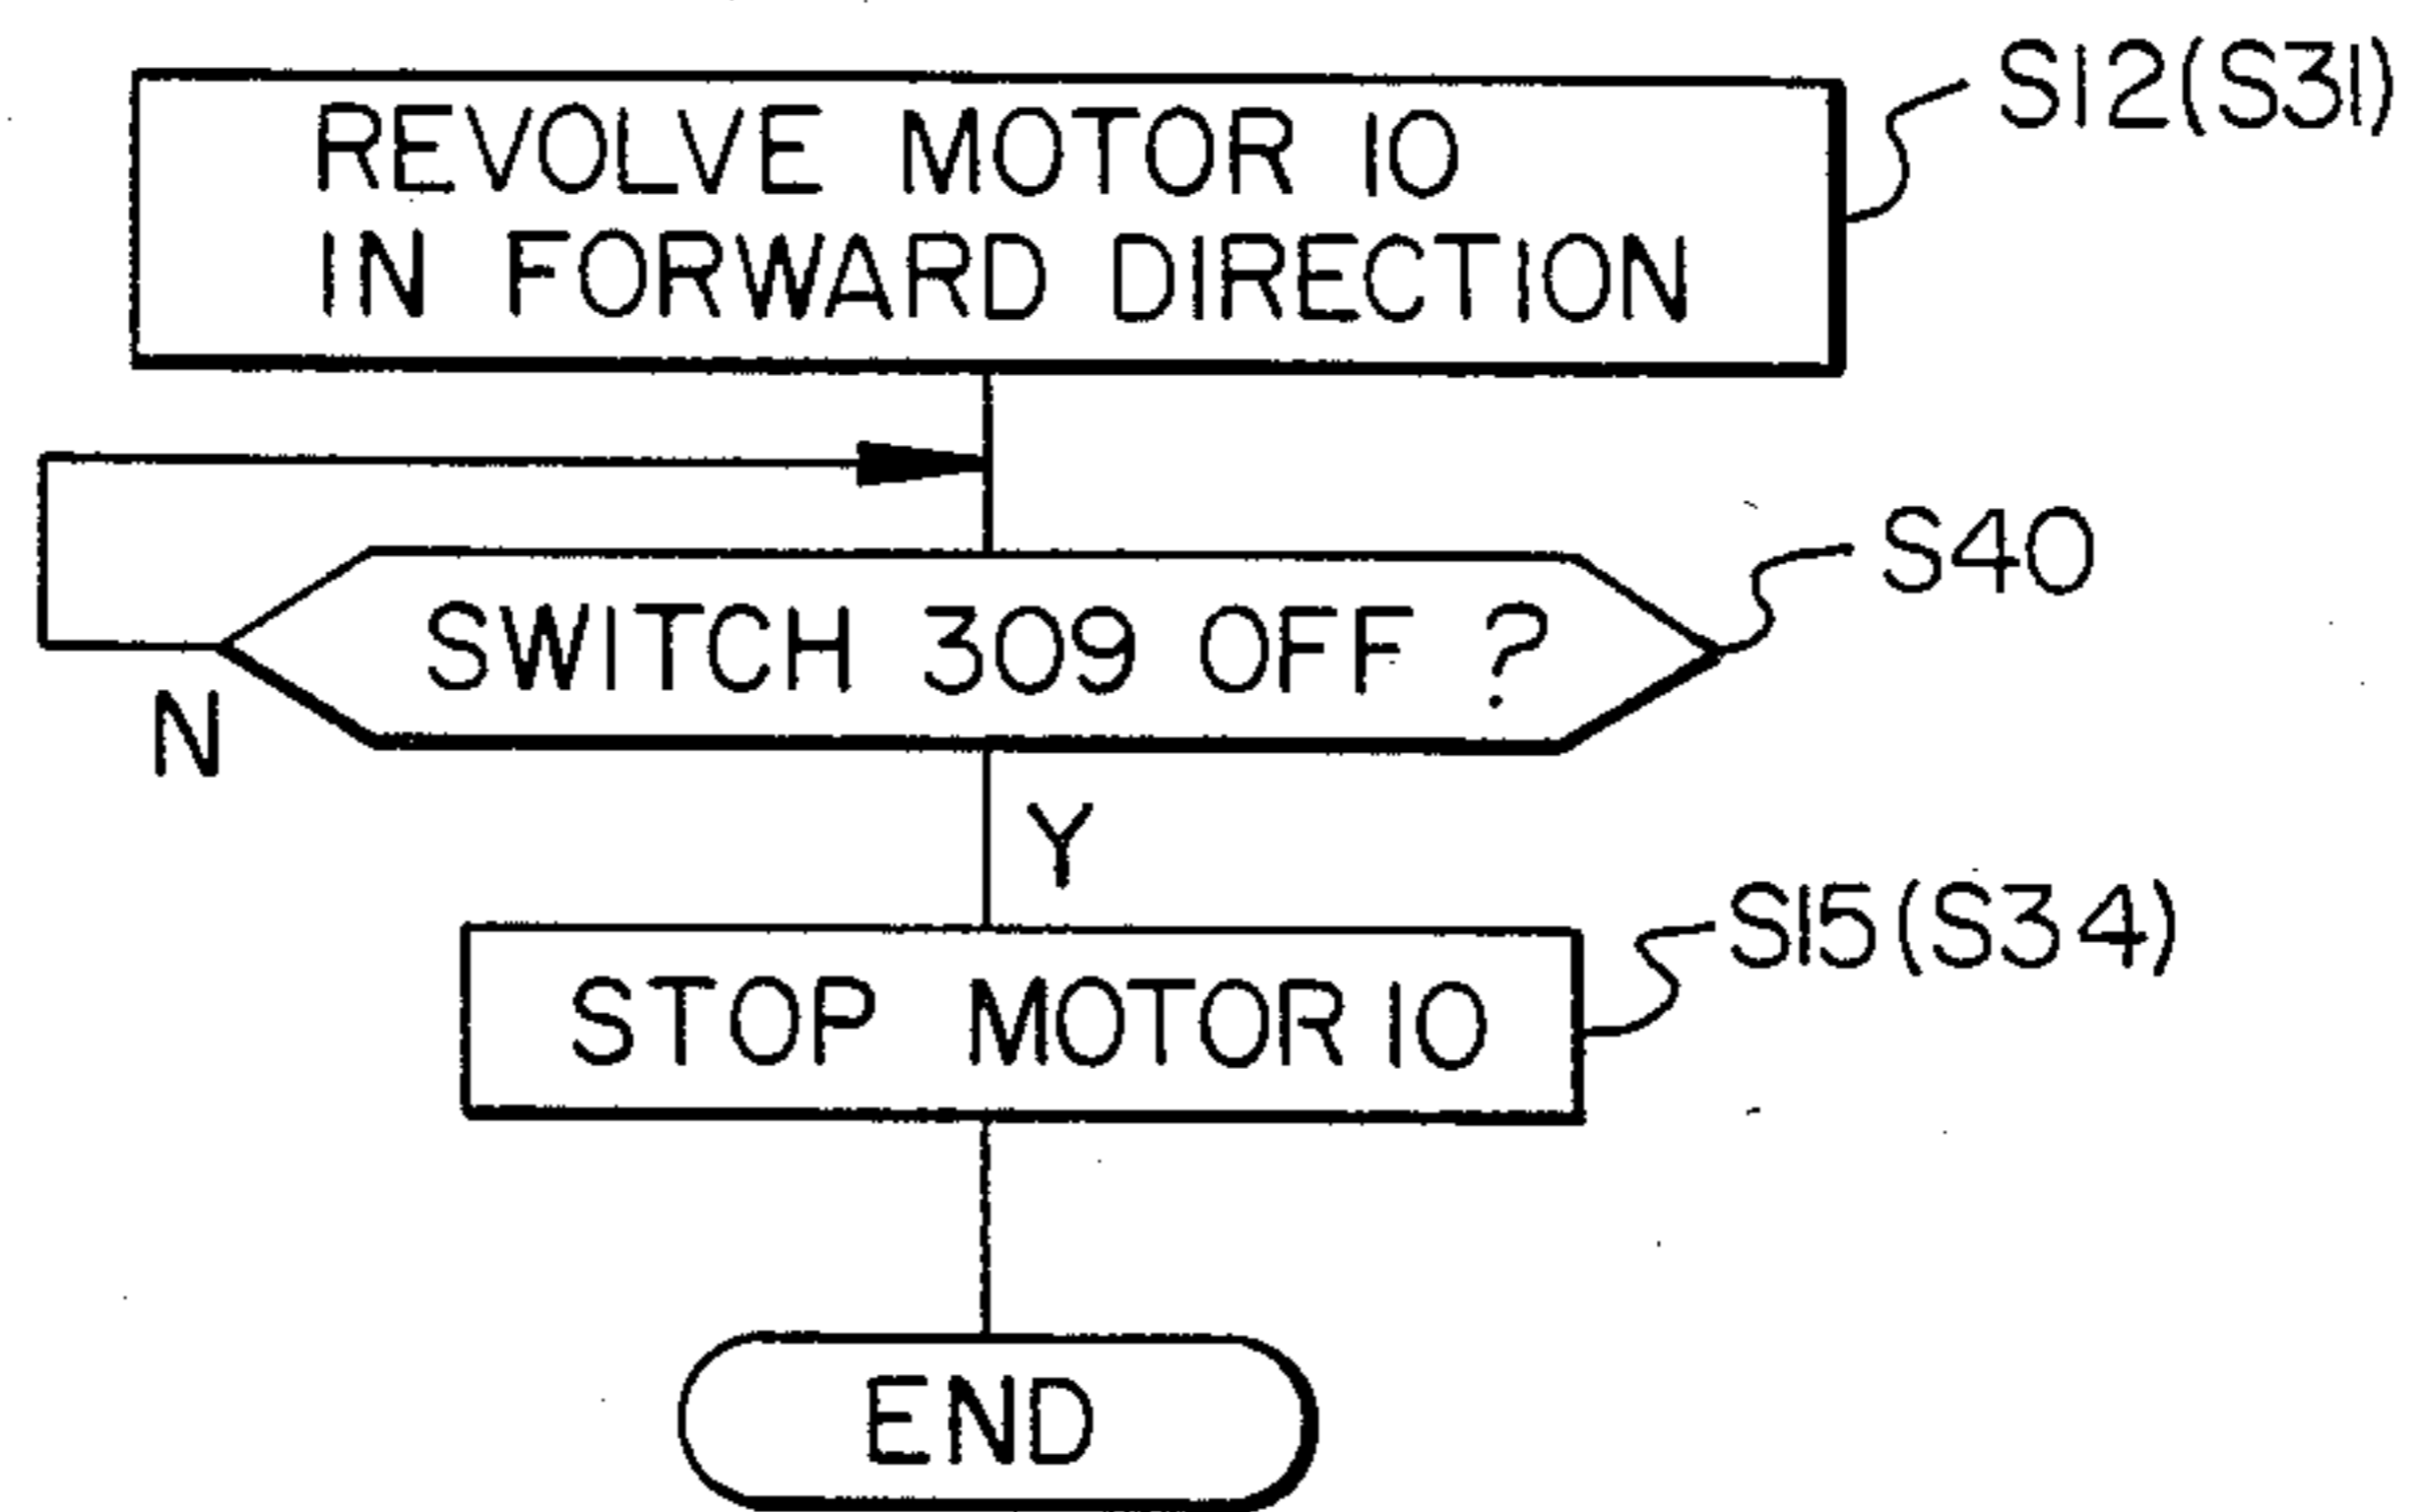 REVOLVE MOTOR 10
IN FORWARD DIRECTION
S12(S31)
SWITCH 309 OFF ?
S40
N
Y
STOP MOTOR 10
S15(S34)
END